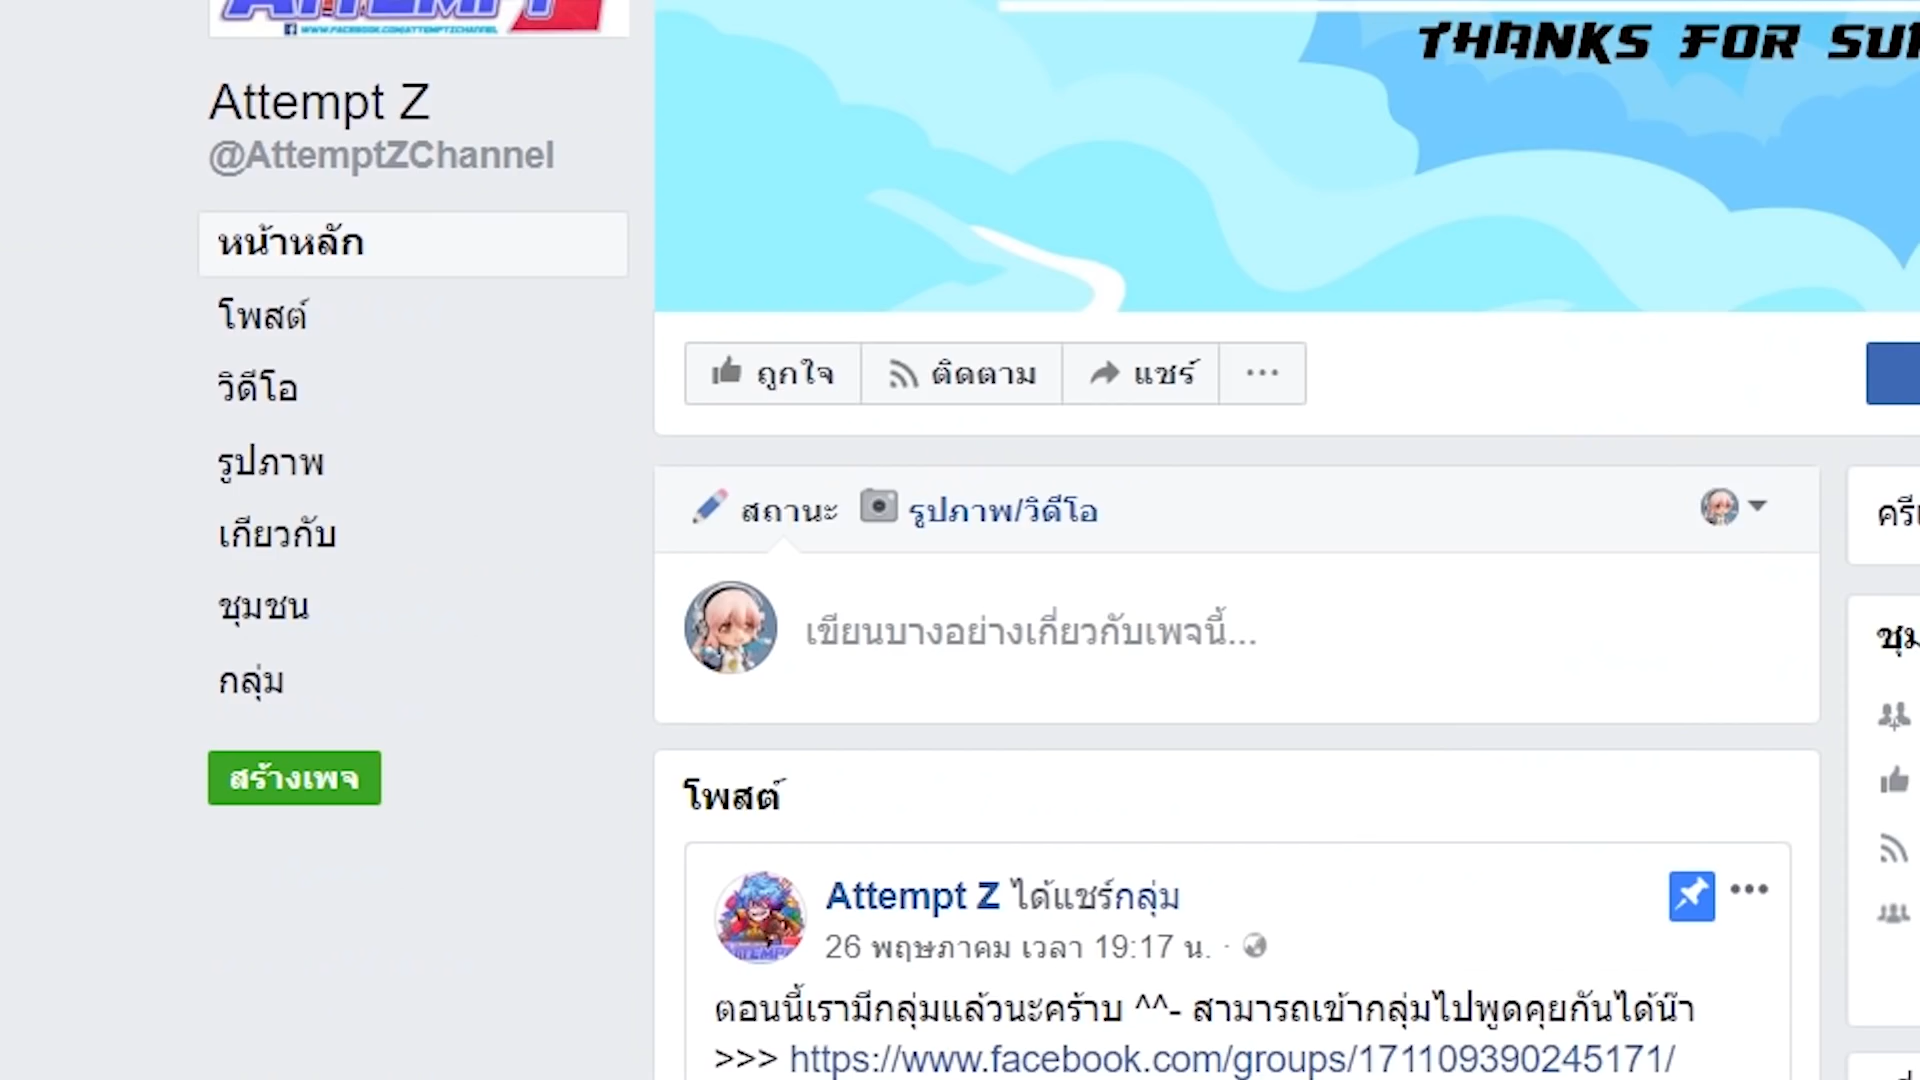 ATTEMPT
WWW.FACEBOOK.COM/ATTEMPTZCHANNEL
THANKS FOR
Attempt Z
@AttemptZChannel
หน้าหลัก
โพสต์
วิดีโอ
รูปภาพ
เกี่ยวกับ
ชุมชน
กลุ่ม
สร้างเพจ
ถูกใจ
ติดตาม
แชร์
สถานะ
รูปภาพ/วิดีโอ
เขียนบางอย่างเกี่ยวกับเพจนี้...
โพสต์
Attempt Z ได้แชร์กลุ่ม
26 พฤษภาคม เวลา 19:17 น. ·
ตอนนี้เรามีกลุ่มแล้วนะคร้าบ ^^- สามารถเข้ากลุ่มไปพูดคุยกันได้น๊า
>>> https://www.facebook.com/groups/171109390245171/